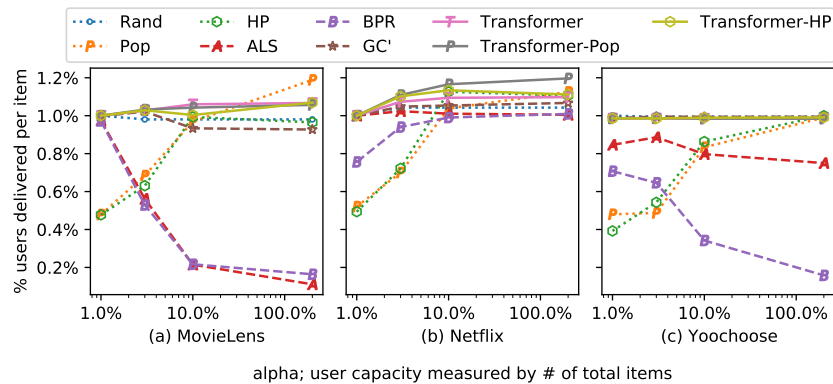 Rand HP BPR Transformer Transformer-HP
Pop ALS GC' Transformer-Pop
% users delivered per item
1.2%
1.0%
0.8%
0.6%
0.4%
0.2%
1.0% 10.0% 100.0% 1.0% 10.0% 100.0% 1.0% 10.0% 100.0%
(a) MovieLens (b) Netflix (c) Yoochoose
alpha; user capacity measured by # of total items